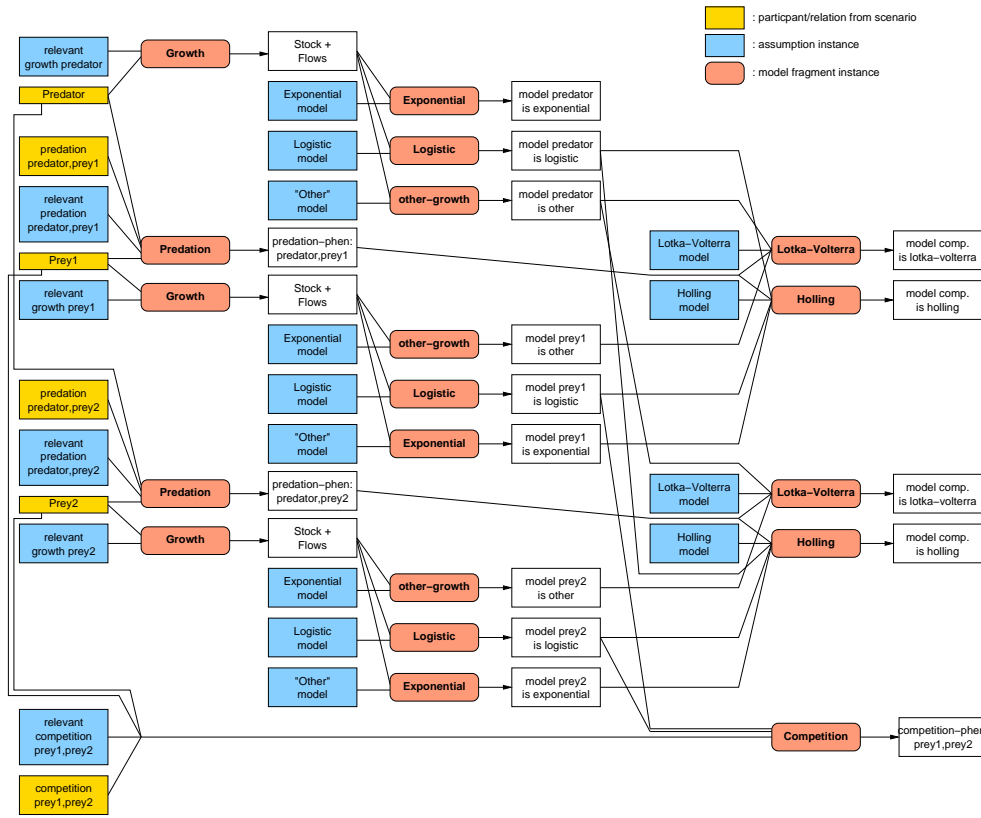 : particpant/relation from scenario
: assumption instance
: model fragment instance
relevant
growth predator
Growth
Stock +
Flows
Predator
Exponential
model
Exponential
model predator
is exponential
predation
predator,prey1
Logistic
model
Logistic
model predator
is logistic
relevant
predation
predator,prey1
"Other"
model
other−growth
model predator
is other
Predation
predation−phen:
predator,prey1
Lotka−Volterra
model
Lotka−Volterra
model comp.
is lotka−volterra
Prey1
relevant
growth prey1
Growth
Stock +
Flows
Holling
model
Holling
model comp.
is holling
Exponential
model
other−growth
model prey1
is other
predation
predator,prey2
Logistic
model
Logistic
model prey1
is logistic
relevant
predation
predator,prey2
"Other"
model
Exponential
model prey1
is exponential
Predation
predation−phen:
predator,prey2
Lotka−Volterra
model
Lotka−Volterra
model comp.
is lotka−volterra
Prey2
relevant
growth prey2
Growth
Stock +
Flows
Holling
model
Holling
model comp.
is holling
Exponential
model
other−growth
model prey2
is other
Logistic
model
Logistic
model prey2
is logistic
"Other"
model
Exponential
model prey2
is exponential
relevant
competition
prey1,prey2
Competition
competition−phen
prey1,prey2
competition
prey1,prey2